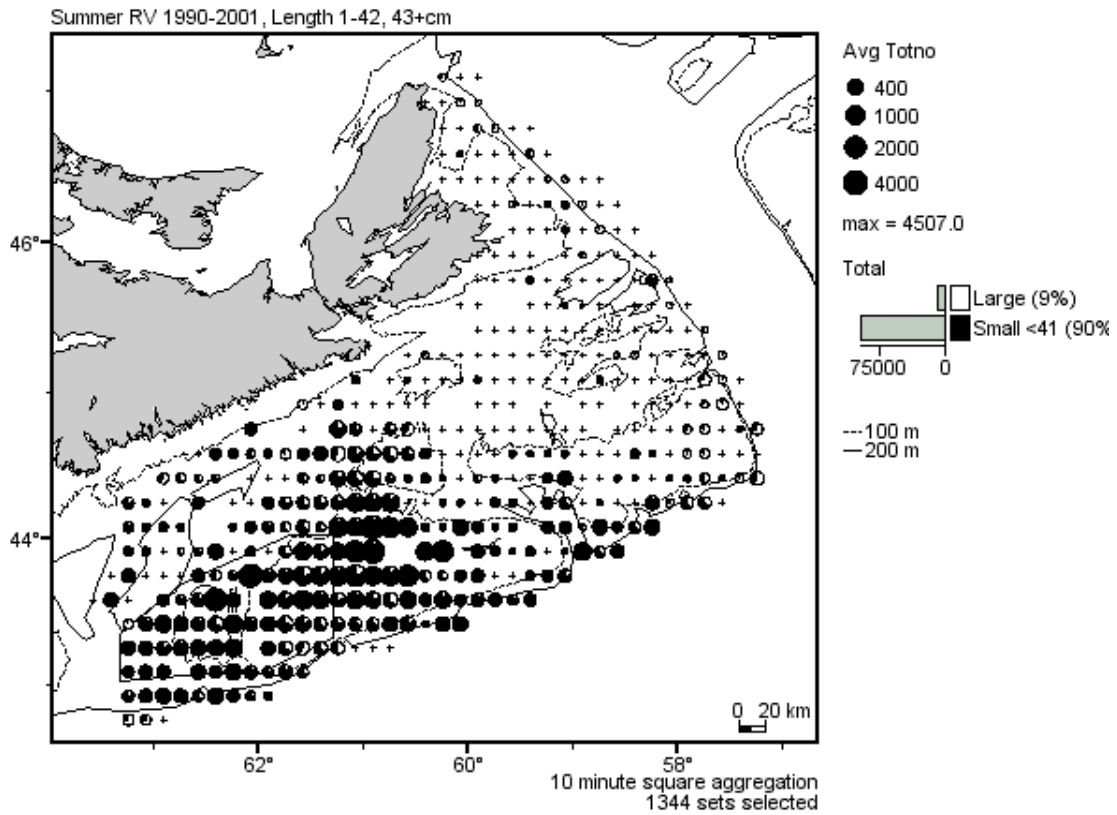 Summer RV 1990-2001, Length 1-42, 43+cm
Avg Totno
400
1000
2000
4000
max = 4507.0
Total
Large (9%)
Small <41 (90%
75000 0
---100 m
—200 m
46°
44°
0 20 km
62° 60° 58°
10 minute square aggregation
1344 sets selected